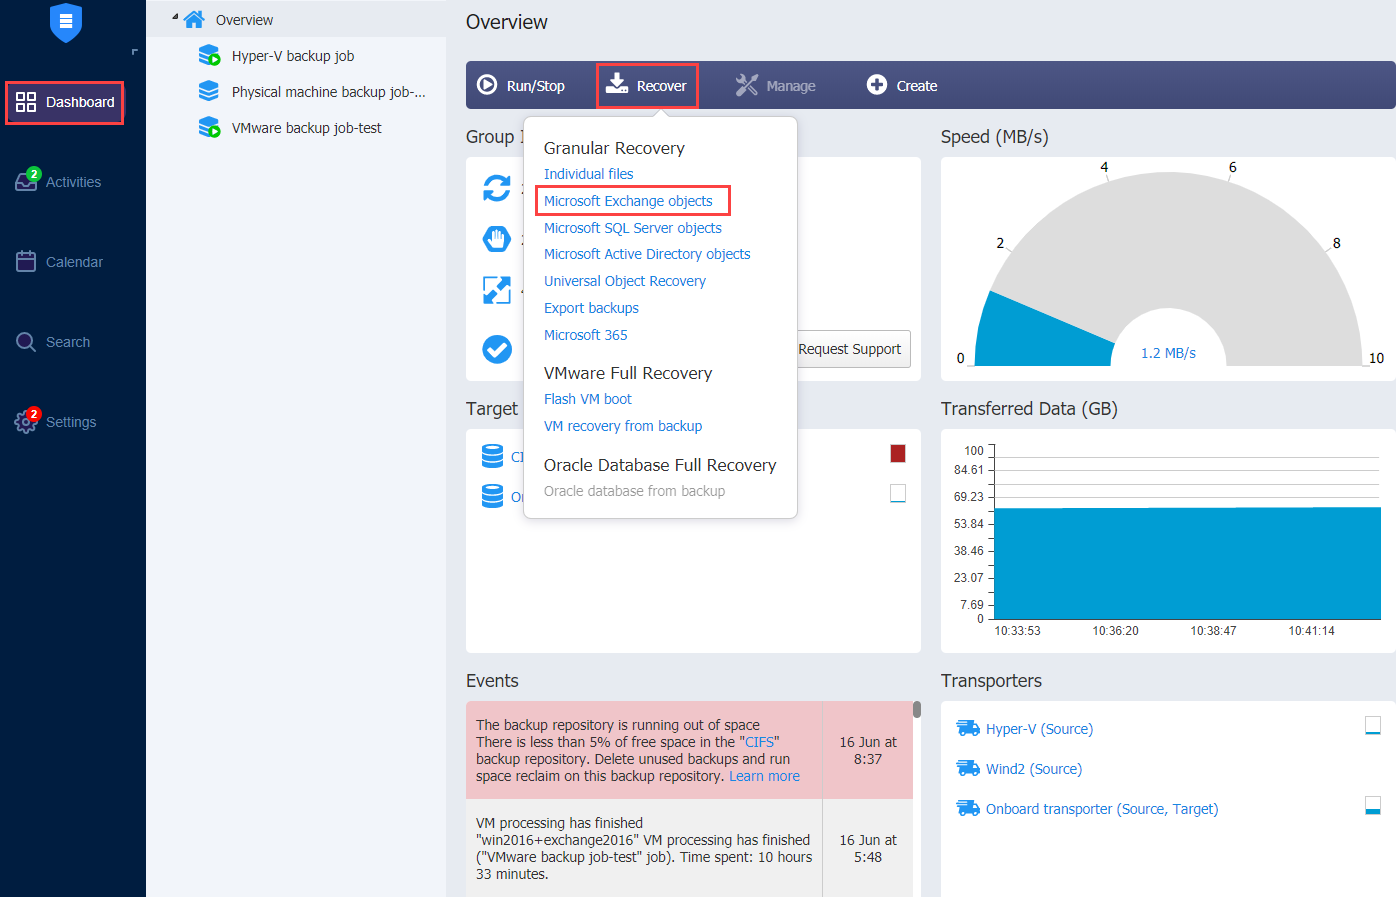 Dashboard
2
Activities
Calendar
Search
2
Settings
Overview
Hyper-V backup job
Physical machine backup job-...
VMware backup job-test
Overview
Run/Stop
Recover
Manage
Create
Group
Granular Recovery
Individual files
Microsoft Exchange objects
Microsoft SQL Server objects
Microsoft Active Directory objects
Universal Object Recovery
Export backups
Microsoft 365
VMware Full Recovery
Flash VM boot
VM recovery from backup
Oracle Database Full Recovery
Oracle database from backup
Request Support
Speed (MB/s)
0
2
4
6
8
10
1.2 MB/s
Target
Transferred Data (GB)
100
84.61
69.23
53.84
38.46
23.07
7.69
0
10:33:53
10:36:20
10:38:47
10:41:14
Events
The backup repository is running out of space
There is less than 5% of free space in the "CIFS"
backup repository. Delete unused backups and run
space reclaim on this backup repository. Learn more
16 Jun at
8:37
VM processing has finished
"win2016+exchange2016" VM processing has finished
("VMware backup job-test" job). Time spent: 10 hours
33 minutes.
16 Jun at
5:48
Transporters
Hyper-V (Source)
Wind2 (Source)
Onboard transporter (Source, Target)